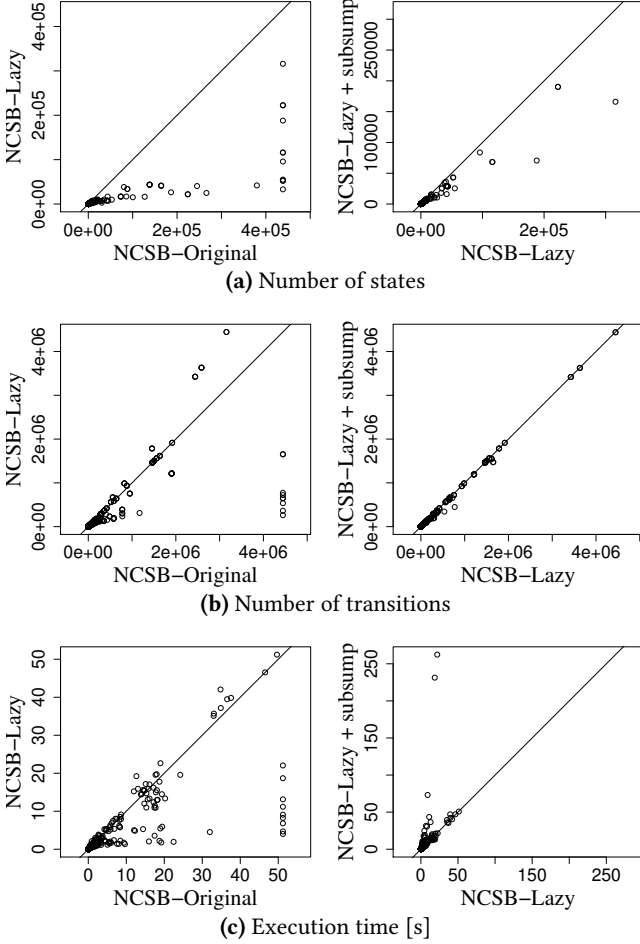 NCSB−Lazy
0e+00 2e+05 4e+05
0e+00 2e+05 4e+05
NCSB−Original
NCSB−Lazy + subsump
0 100000 250000
0e+00 2e+05
NCSB−Lazy
(a) Number of states
NCSB−Lazy
0e+00 2e+06 4e+06
0e+00 2e+06 4e+06
NCSB−Original
NCSB−Lazy + subsump
0e+00 2e+06 4e+06
0e+00 2e+06 4e+06
NCSB−Lazy
(b) Number of transitions
NCSB−Lazy
0 10 20 30 40 50
0 10 20 30 40 50
NCSB−Original
NCSB−Lazy + subsump
0 50 150 250
0 50 150 250
NCSB−Lazy
(c) Execution time [s]